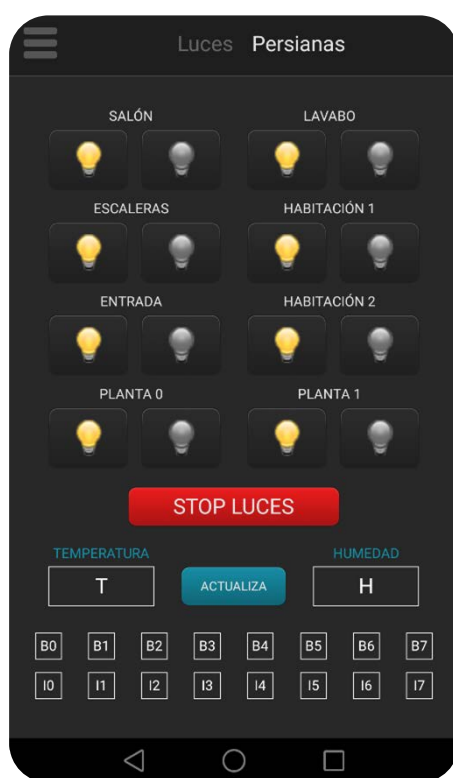 Luces Persianas
SALÓN LAVABO
ESCALERAS HABITACIÓN 1
ENTRADA HABITACIÓN 2
PLANTA 0 PLANTA 1
STOP LUCES
TEMPERATURA HUMEDAD
T ACTUALIZA H
B0 B1 B2 B3 B4 B5 B6 B7
I0 I1 I2 I3 I4 I5 I6 I7